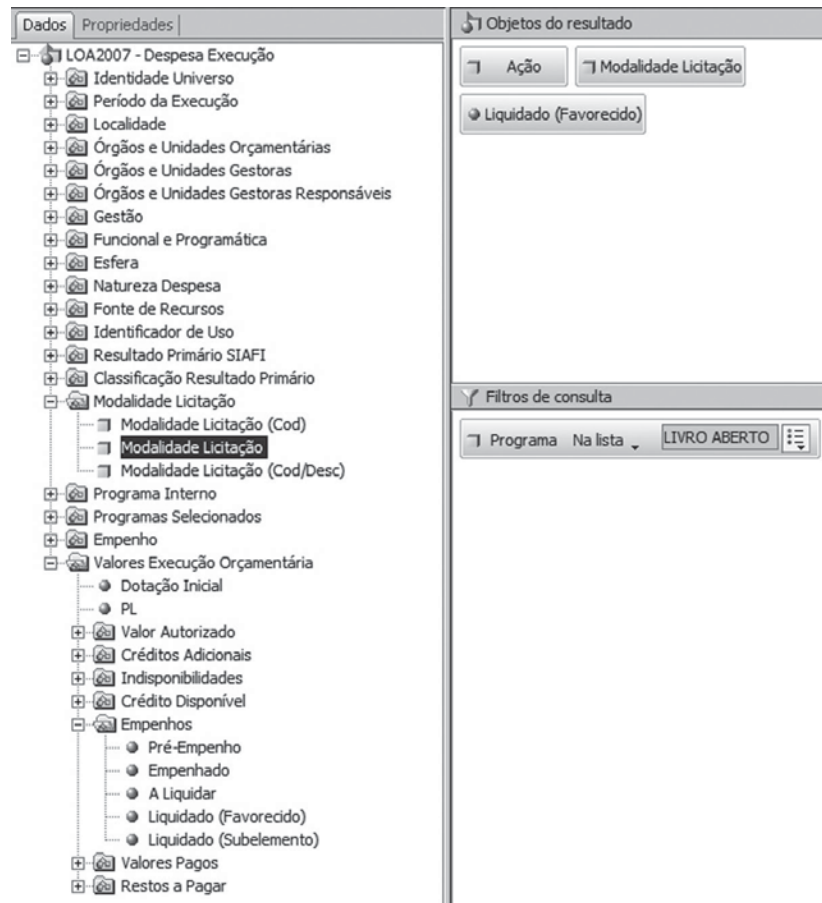 Dados Propriedades
LOA2007 - Despesa Execução
Identidade Universo
Período da Execução
Localidade
Órgãos e Unidades Orçamentárias
Órgãos e Unidades Gestoras
Órgãos e Unidades Gestoras Responsáveis
Gestão
Funcional e Programática
Esfera
Natureza Despesa
Fonte de Recursos
Identificador de Uso
Resultado Primário SIAFI
Classificação Resultado Primário
Modalidade Licitação
Modalidade Licitação (Cod)
Modalidade Licitação
Modalidade Licitação (Cod/Desc)
Programa Interno
Programas Selecionados
Empenho
Valores Execução Orçamentária
Dotação Inicial
PL
Valor Autorizado
Créditos Adicionais
Indisponibilidades
Crédito Disponível
Empenhos
Pré-Empenho
Empenhado
A Liquidar
Liquidado (Favorecido)
Liquidado (Subelemento)
Valores Pagos
Restos a Pagar
Objetos do resultado
Ação Modalidade Licitação
Liquidado (Favorecido)
Filtros de consulta
Programa Na lista LIVRO ABERTO